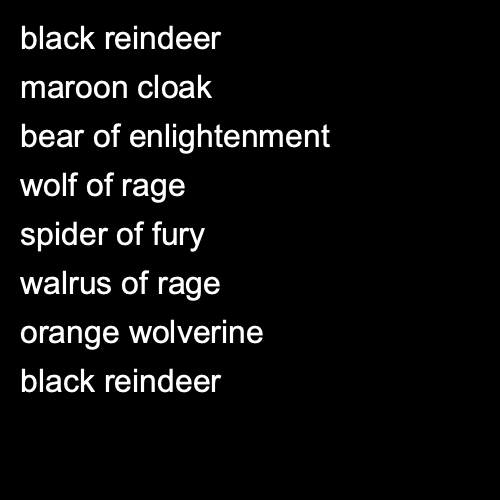 black reindeer
maroon cloak
bear of enlightenment
wolf of rage
spider of fury
walrus of rage
orange wolverine
black reindeer